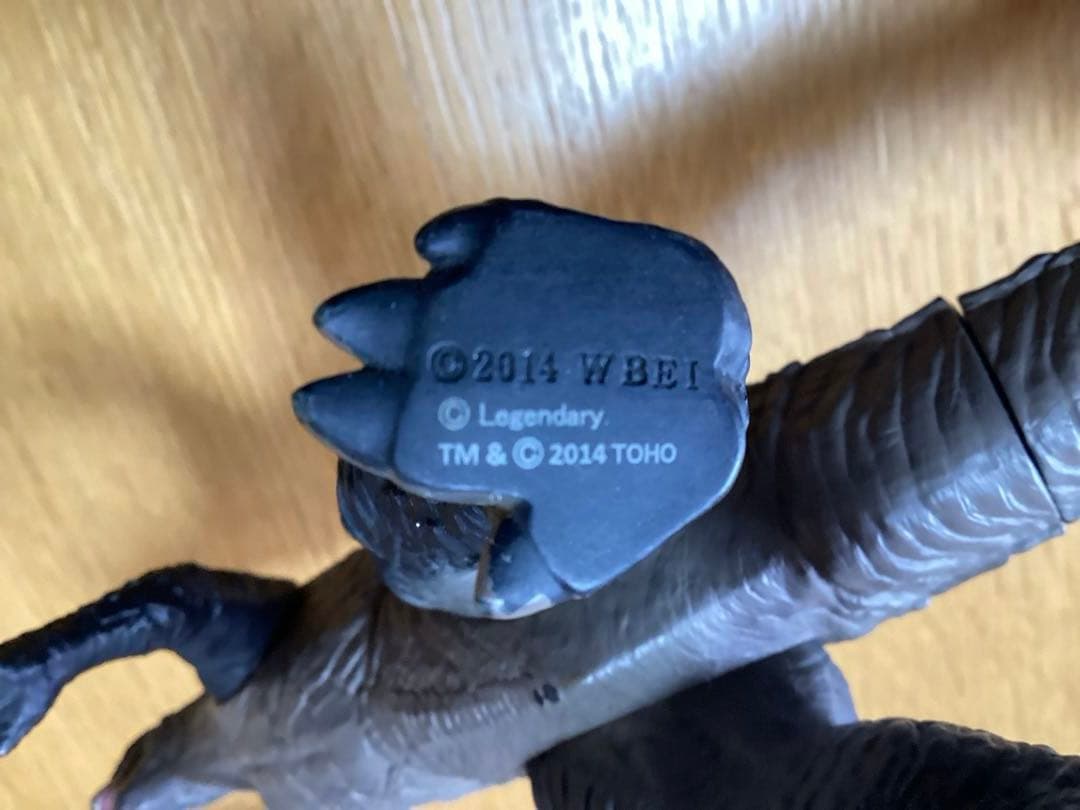 ©2014 WBEI
© Legendary.
TM & © 2014 TOHO